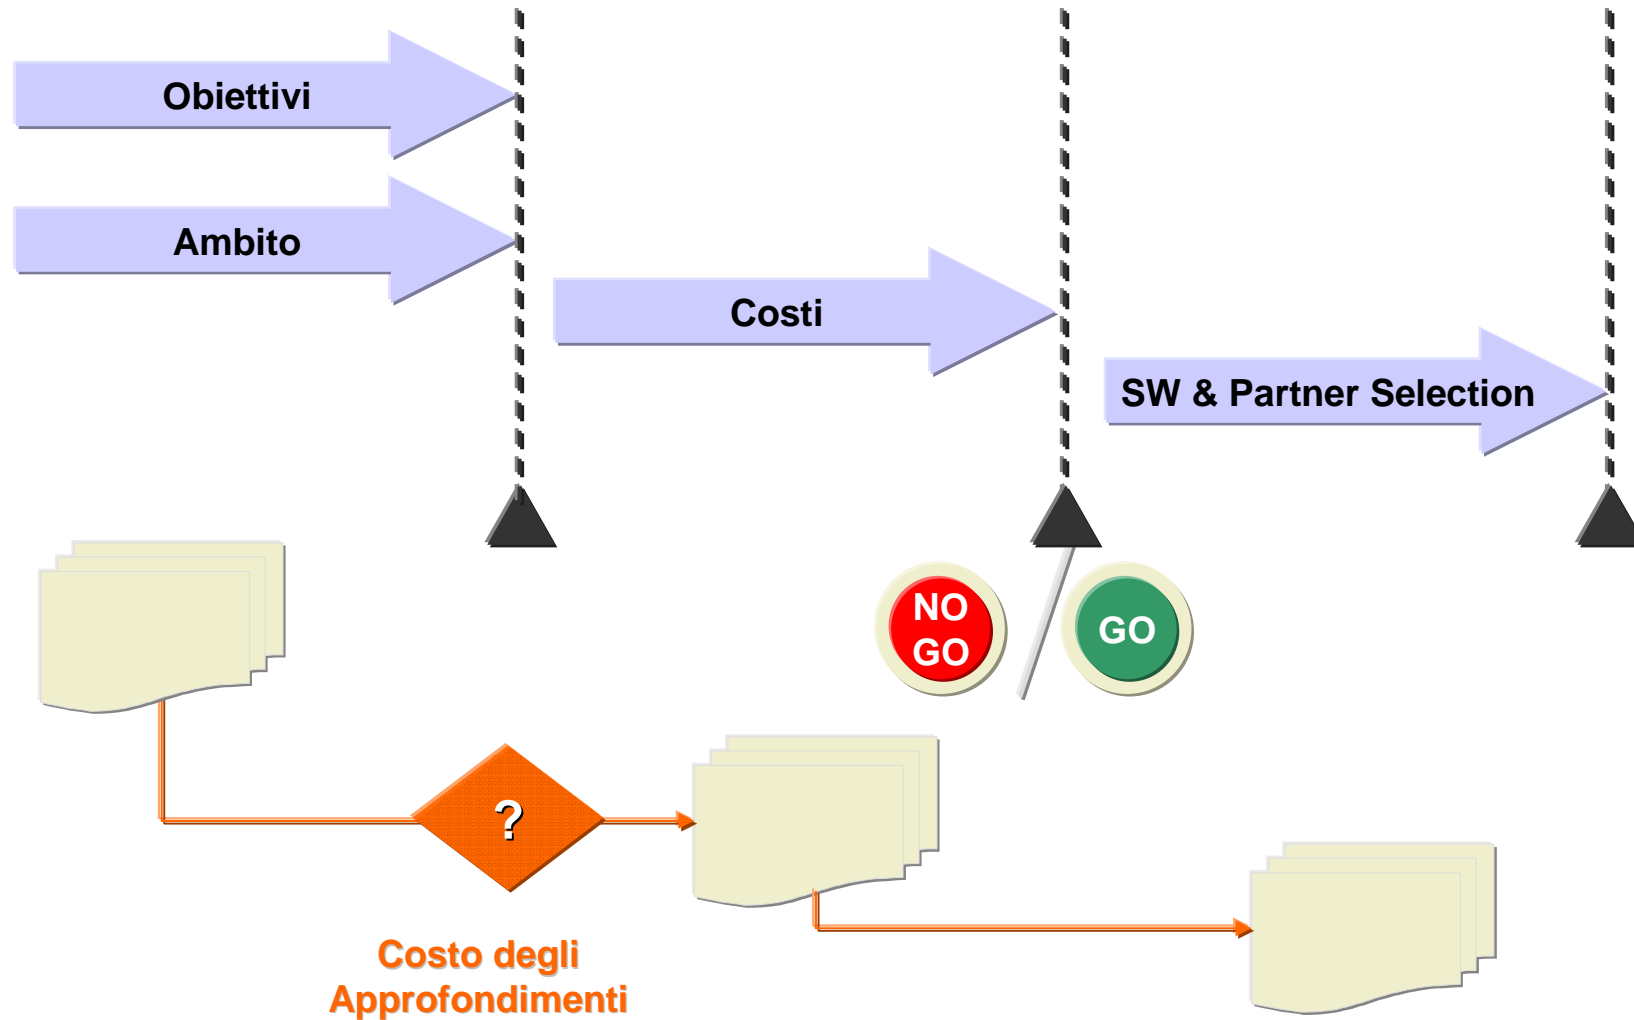 Obiettivi
Ambito
Costi
SW & Partner Selection
NO
GO
GO
?
Costo degli
Approfondimenti